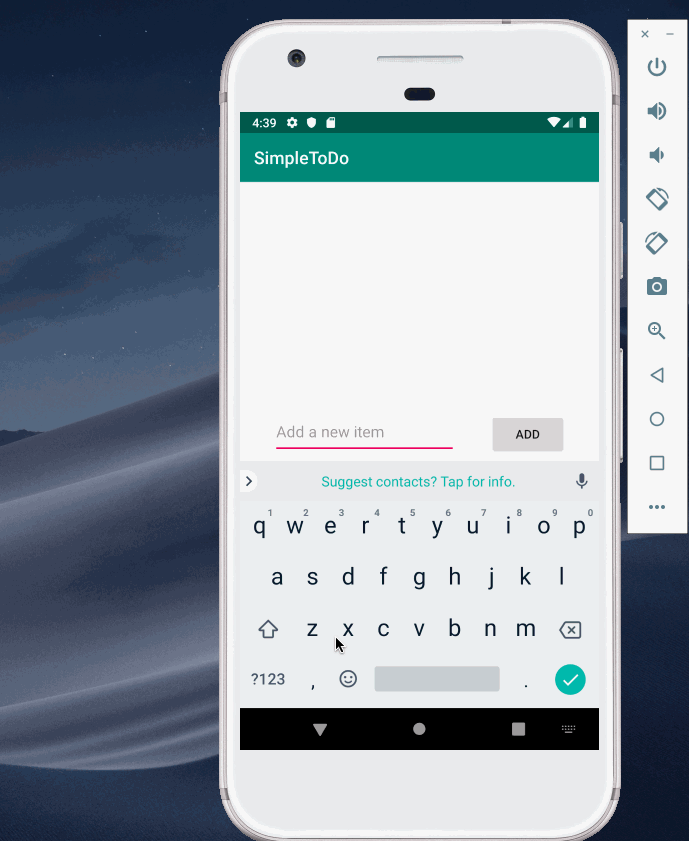 4:39
SimpleToDo
Add a new item
ADD
Suggest contacts? Tap for info.
1 2 3 4 5 6 7 8 9 0
q w e r t y u i o p
a s d f g h j k l
z x c v b n m
?123 , .